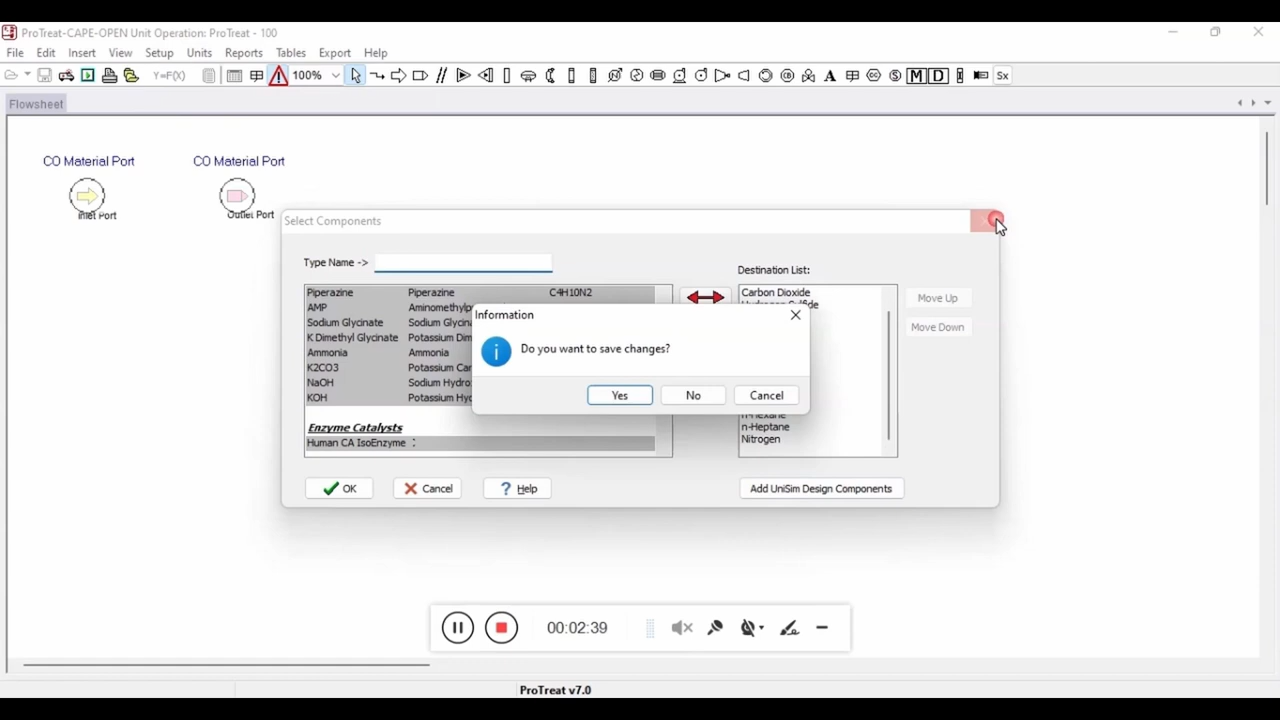 ProTreat-CAPE-OPEN Unit Operation: ProTreat - 100
File Edit Insert View Setup Units Reports Tables Export Help
Y=F(X) 100% A M D Sx
Flowsheet
CO Material Port CO Material Port
Inlet Port Outlet Port
Select Components
Type Name ->
Destination List:
Piperazine Piperazine C4H10N2
AMP
Sodium Glycinate
K Dimethyl Glycinate
Ammonia Ammonia
K2CO3
NaOH
KOH
Enzyme Catalysts
Human CA IsoEnzyme :
Carbon Dioxide
n-Hexane
n-Heptane
Nitrogen
Move Up
Move Down
Information
Do you want to save changes?
Yes No Cancel
OK Cancel ? Help Add UniSim Design Components
00:02:39
ProTreat v7.0